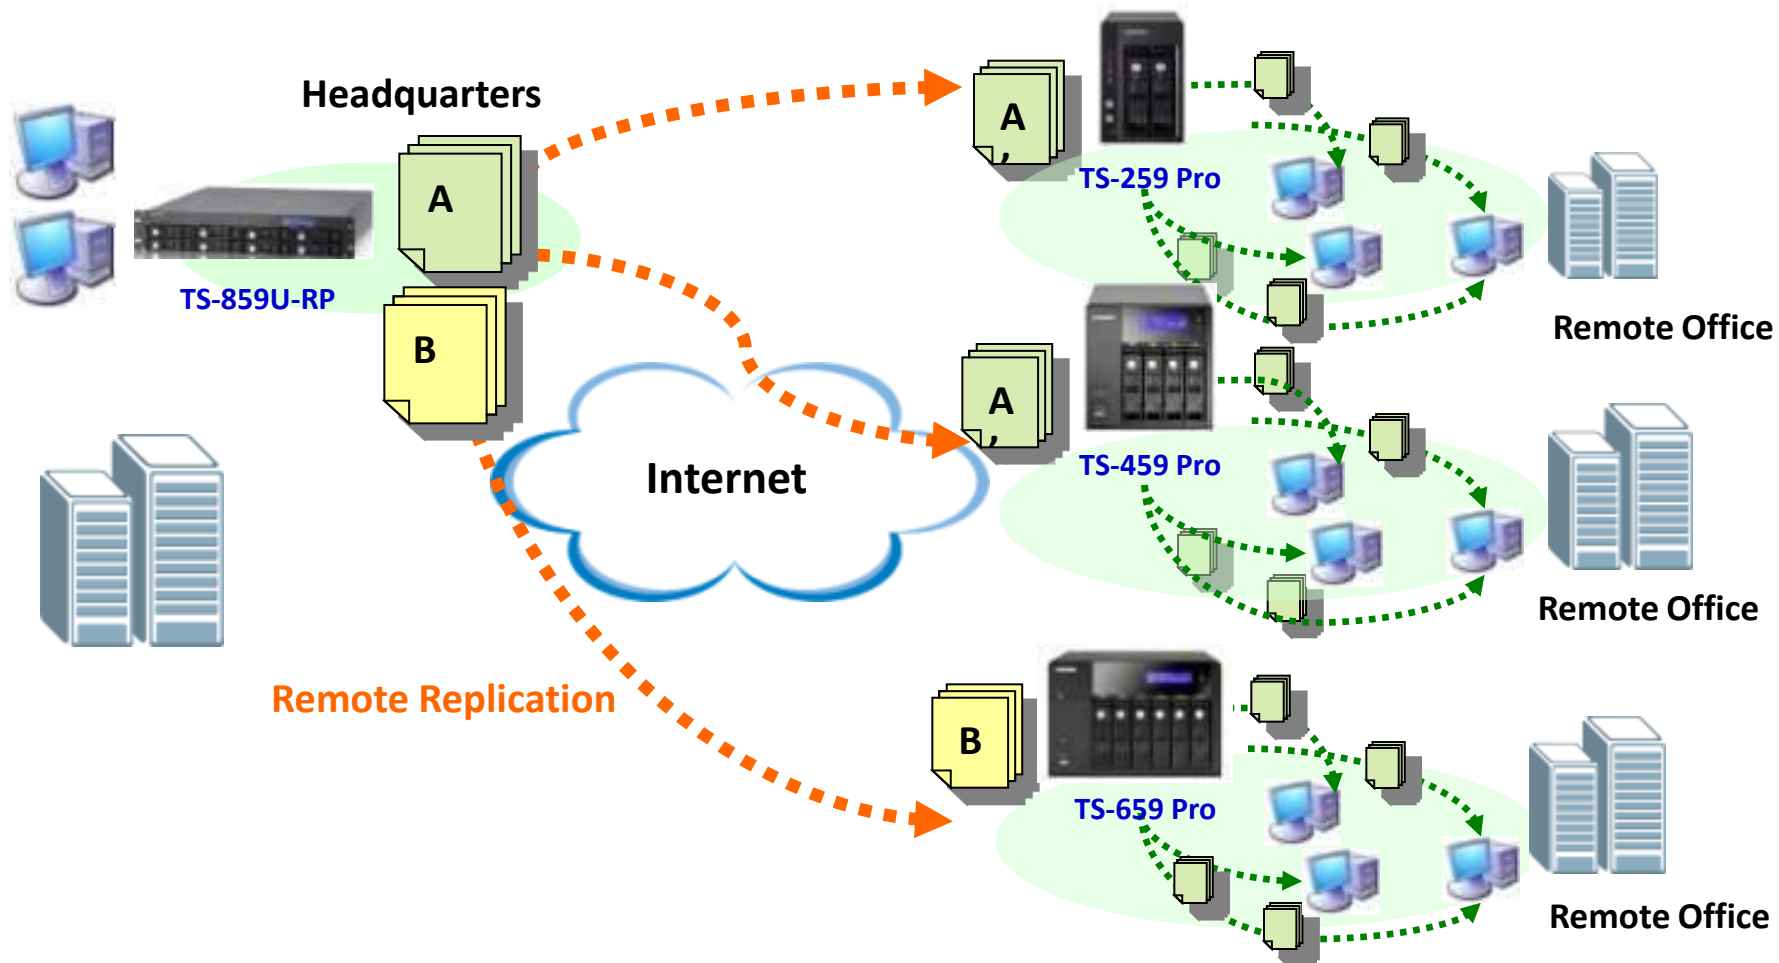 Headquarters
A
TS-859U-RP
B
Internet
Remote Replication
A
,
TS-259 Pro
Remote Office
A
,
TS-459 Pro
Remote Office
B
TS-659 Pro
Remote Office